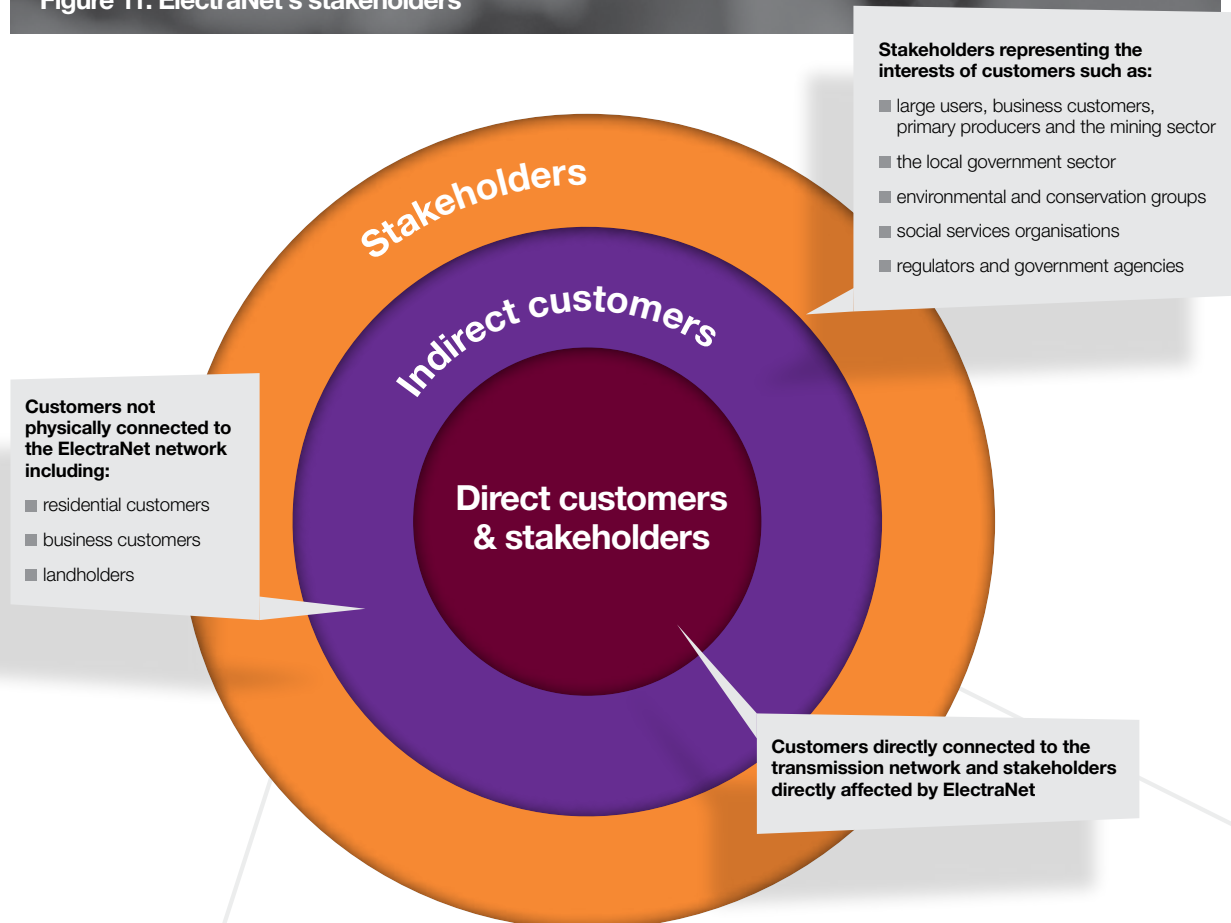 Figure 11: ElectraNet's stakeholders
Stakeholders representing the
interests of customers such as:
large users, business customers,
primary producers and the mining sector
the local government sector
environmental and conservation groups
social services organisations
regulators and government agencies
Stakeholders
Indirect customers
Direct customers
& stakeholders
Customers not
physically connected to
the ElectraNet network
including:
residential customers
business customers
landholders
Customers directly connected to the
transmission network and stakeholders
directly affected by ElectraNet